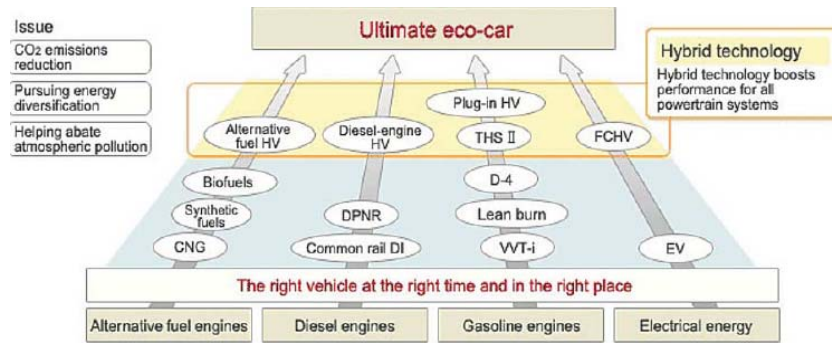 Issue
CO2 emissions
reduction
Pursuing energy
diversification
Helping abate
atmospheric pollution
Ultimate eco-car
Hybrid technology
Hybrid technology boosts
performance for all
powertrain systems
Plug-in HV
Alternative
fuel HV
Diesel-engine
HV
THS II
FCHV
Biofuels
D-4
Synthetic
fuels
DPNR
Lean burn
CNG
Common rail DI
VVT-i
EV
The right vehicle at the right time and in the right place
Alternative fuel engines
Diesel engines
Gasoline engines
Electrical energy